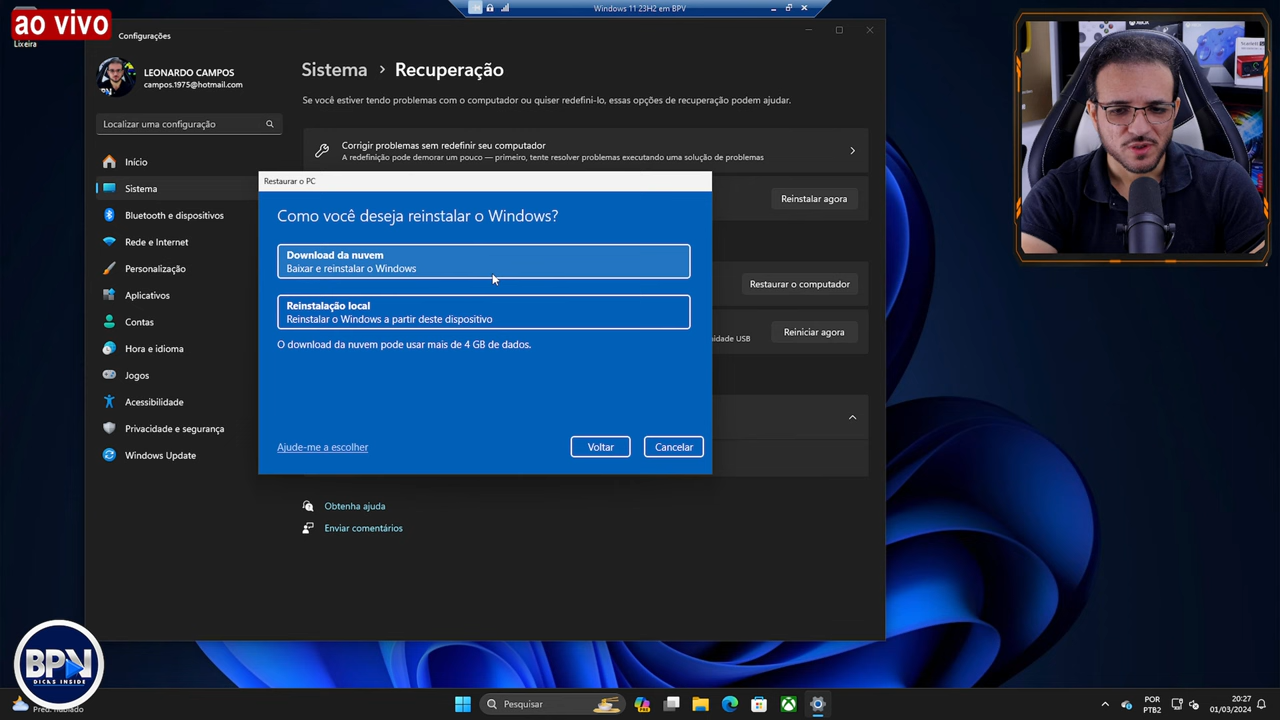 ao vivo
Lixeira
Windows 11 23H2 em BPV
Configurações
LEONARDO CAMPOS
campos.1975@hotmail.com
Localizar uma configuração
Início
Sistema
Bluetooth e dispositivos
Rede e Internet
Personalização
Aplicativos
Contas
Hora e idioma
Jogos
Acessibilidade
Privacidade e segurança
Windows Update
Sistema > Recuperação
Se você estiver tendo problemas com o computador ou quiser redefini-lo, essas opções de recuperação podem ajudar.
Corrigir problemas sem redefinir seu computador
A redefinição pode demorar um pouco — primeiro, tente resolver problemas executando uma solução de problemas
Reinstalar agora
Restaurar o computador
Reiniciar agora
USB
Restaurar o PC
Como você deseja reinstalar o Windows?
Download da nuvem
Baixar e reinstalar o Windows
Reinstalação local
Reinstalar o Windows a partir deste dispositivo
O download da nuvem pode usar mais de 4 GB de dados.
Ajude-me a escolher
Voltar
Cancelar
Obtenha ajuda
Enviar comentários
BPV
DICAS INSIDE
Pesquisar
POR
PTB2
20:27
01/03/2024